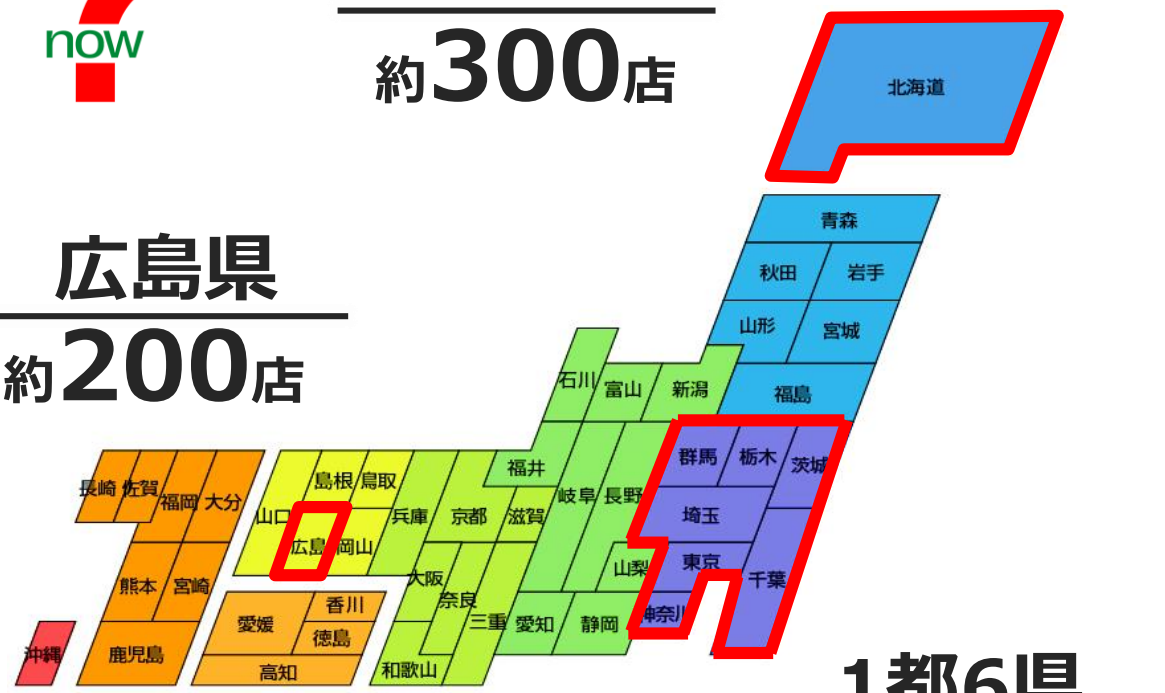 now
約300店
北海道
青森
秋田
岩手
山形
宮城
福島
広島県
約200店
石川
富山
新潟
群馬
栃木
茨城
福井
長崎
佐賀
福岡
大分
山口
島根
鳥取
兵庫
京都
滋賀
岐阜
長野
埼玉
広島
岡山
山梨
東京
千葉
熊本
宮崎
大阪
奈良
三重
愛知
静岡
神奈川
愛媛
香川
徳島
高知
和歌山
沖縄
鹿児島
1都6県